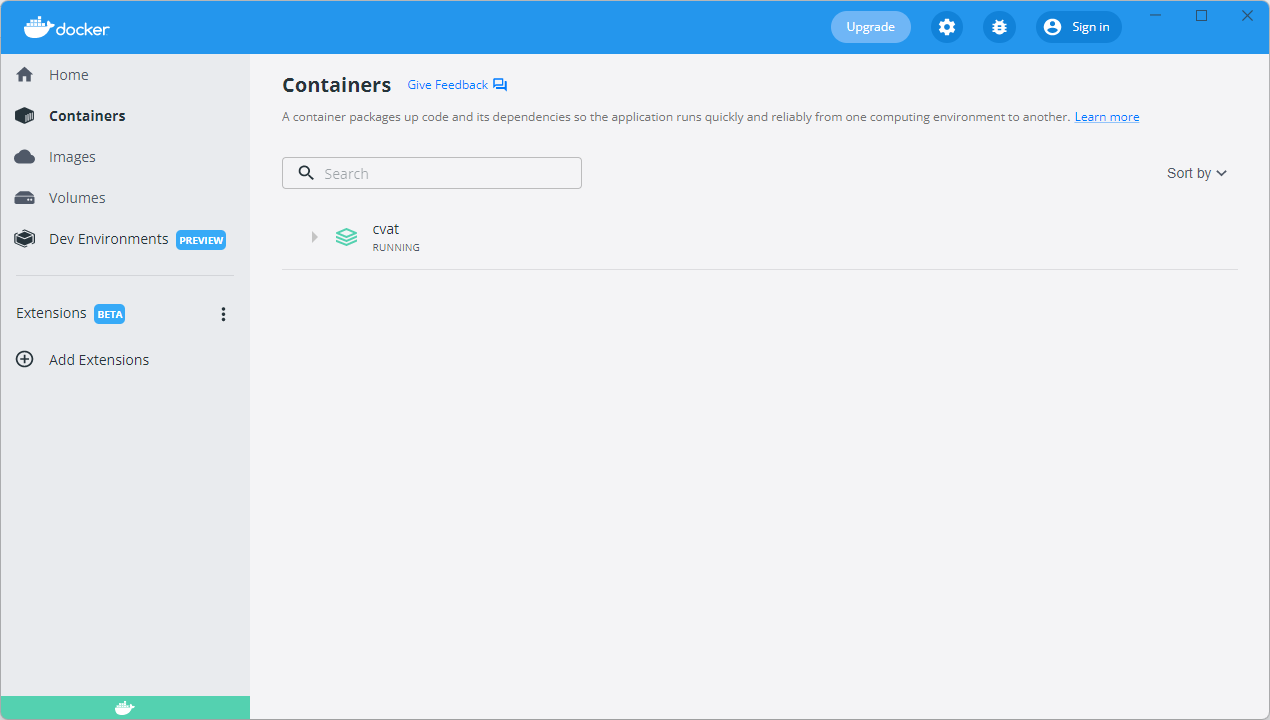 docker
Upgrade
Sign in
Home
Containers
Images
Volumes
Dev Environments PREVIEW
Extensions BETA
Add Extensions
Containers Give Feedback
A container packages up code and its dependencies so the application runs quickly and reliably from one computing environment to another. Learn more
Search
Sort by
cvat
RUNNING